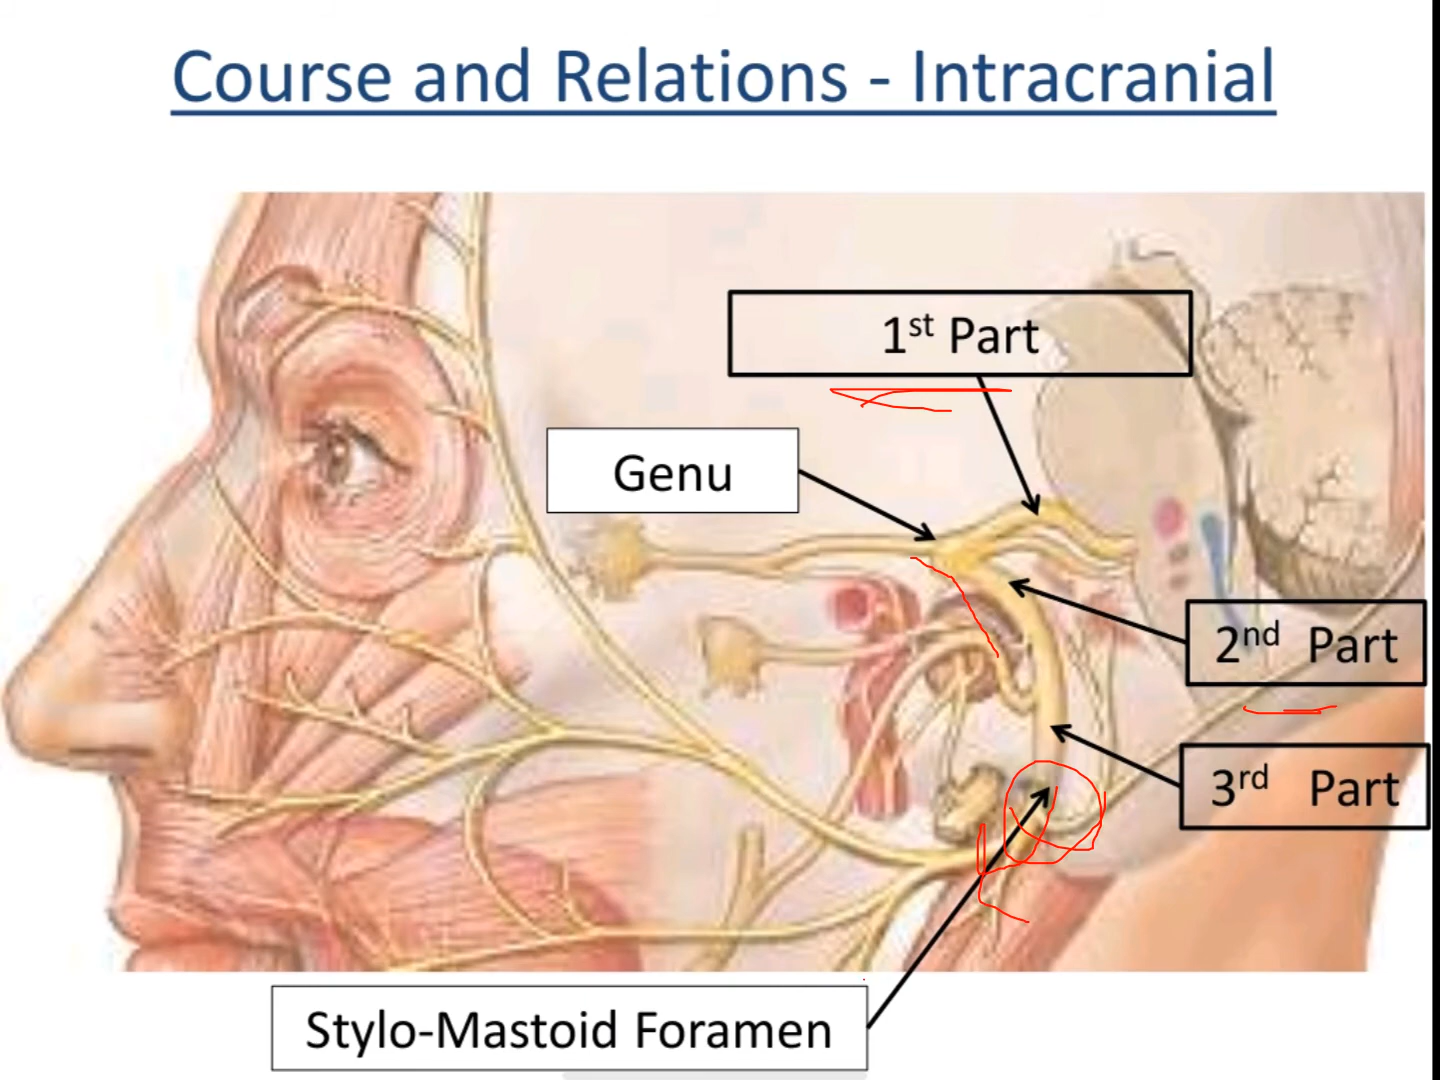 Course and Relations - Intracranial
1st Part
Genu
2nd Part
3rd Part
Stylo-Mastoid Foramen